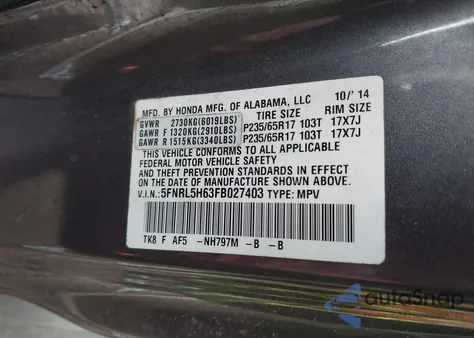 MFD. BY HONDA MFG. OF ALABAMA, LLC 10/'14
GVWR 2730KG(6019LBS) TIRE SIZE RIM SIZE
GAWR F 1320KG(2910LBS) P235/65R17 103T 17X7J
GAWR R 1515KG(3340LBS) P235/65R17 103T 17X7J
THIS VEHICLE CONFORMS TO ALL APPLICABLE
FEDERAL MOTOR VEHICLE SAFETY STANDARDS IN EFFECT
ON THE DATE OF MANUFACTURE SHOWN ABOVE.
V.I.N: 5FNRL5H63FB027403 TYPE: MPV
TK8 F AF5 -NH797M -B -B
autoSnap